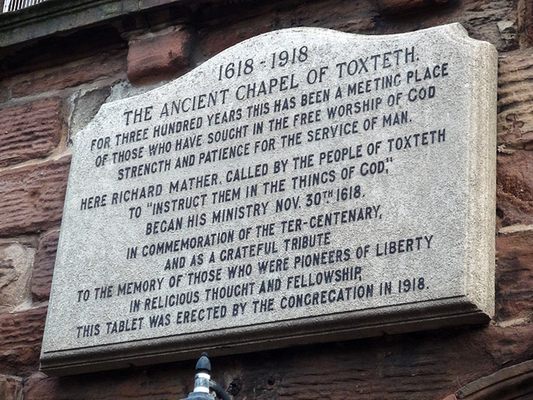 1618 - 1918
THE ANCIENT CHAPEL OF TOXTETH.
FOR THREE HUNDRED YEARS THIS HAS BEEN A MEETING PLACE
OF THOSE WHO HAVE SOUGHT IN THE FREE WORSHIP OF GOD
STRENGTH AND PATIENCE FOR THE SERVICE OF MAN.
HERE RICHARD MATHER, CALLED BY THE PEOPLE OF TOXTETH
TO "INSTRUCT THEM IN THE THINGS OF GOD,"
BEGAN HIS MINISTRY NOV. 30TH 1618.
IN COMMEMORATION OF THE TER-CENTENARY,
AND AS A GRATEFUL TRIBUTE
TO THE MEMORY OF THOSE WHO WERE PIONEERS OF LIBERTY
IN RELIGIOUS THOUGHT AND FELLOWSHIP,
THIS TABLET WAS ERECTED BY THE CONGREGATION IN 1918.